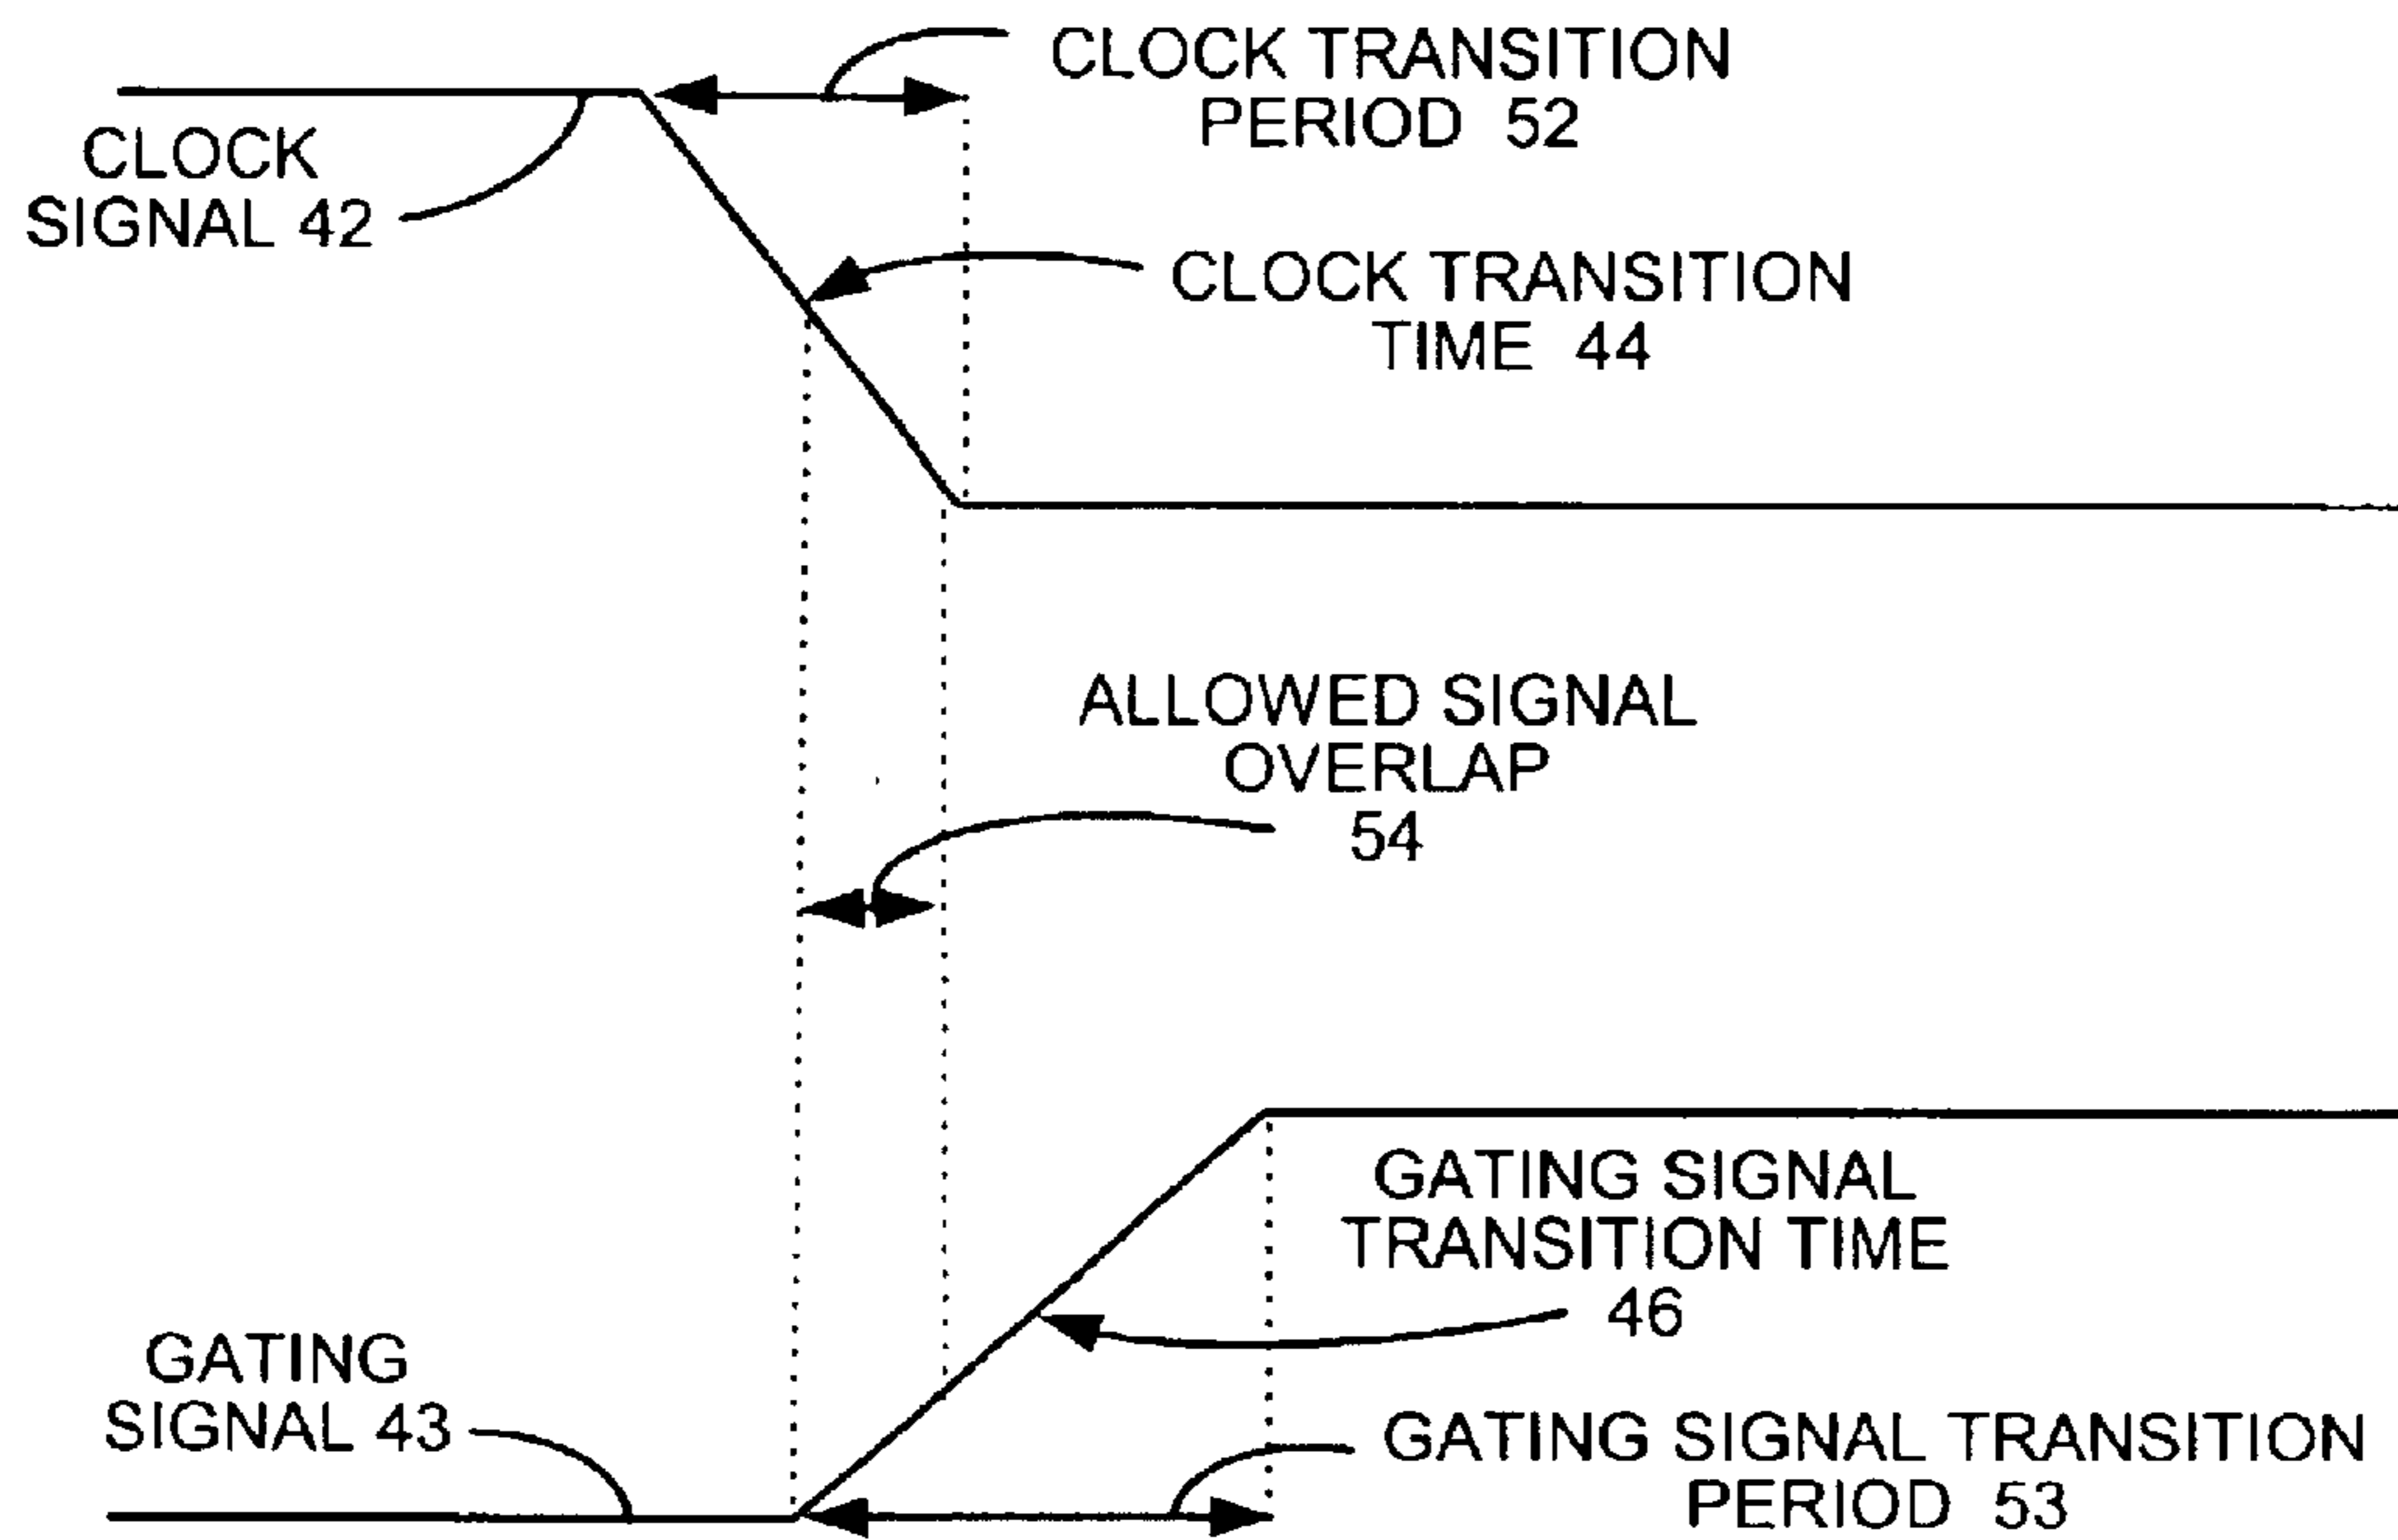 CLOCK TRANSITION
PERIOD 52
CLOCK
SIGNAL 42
CLOCK TRANSITION
TIME 44
ALLOWED SIGNAL
OVERLAP
54
GATING SIGNAL
TRANSITION TIME
46
GATING
SIGNAL 43
GATING SIGNAL TRANSITION
PERIOD 53